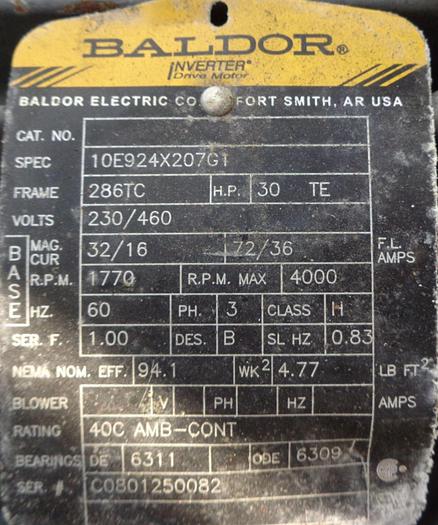 BALDOR®
INVERTER®
Drive Motor
BALDOR ELECTRIC CO FORT SMITH, AR USA
CAT. NO.
SPEC 10E924X207G1
FRAME 286TC H.P. 30 TE
VOLTS 230/460
BASE
MAG. CUR 32/16 72/36 F.L. AMPS
R.P.M. 1770 R.P.M. MAX 4000
HZ. 60 PH. 3 CLASS H
SER. F. 1.00 DES. B SL HZ 0.83
NEMA NOM. EFF. 94.1 WK² 4.77 LB FT²
BLOWER V PH HZ AMPS
RATING 40C AMB-CONT
BEARINGS DE 6311 ODE 6309
SER. # C0801250082